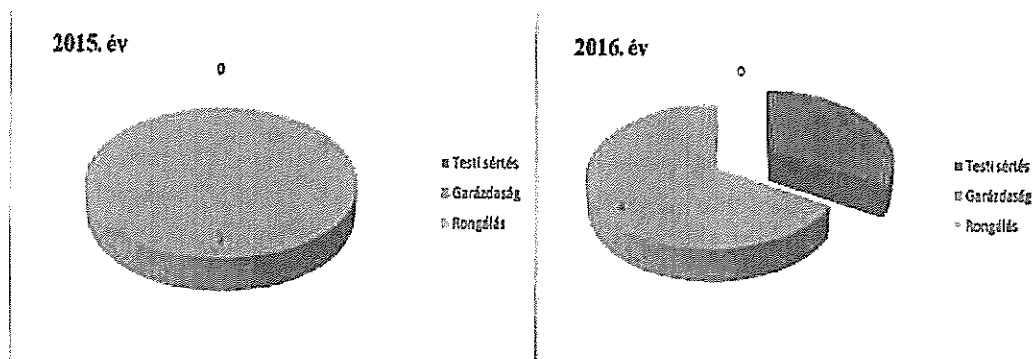 2015. év
0
Testi sértés
Garázdaság
Rongálás
2016. év
0
Testi sértés
Garázdaság
Rongálás